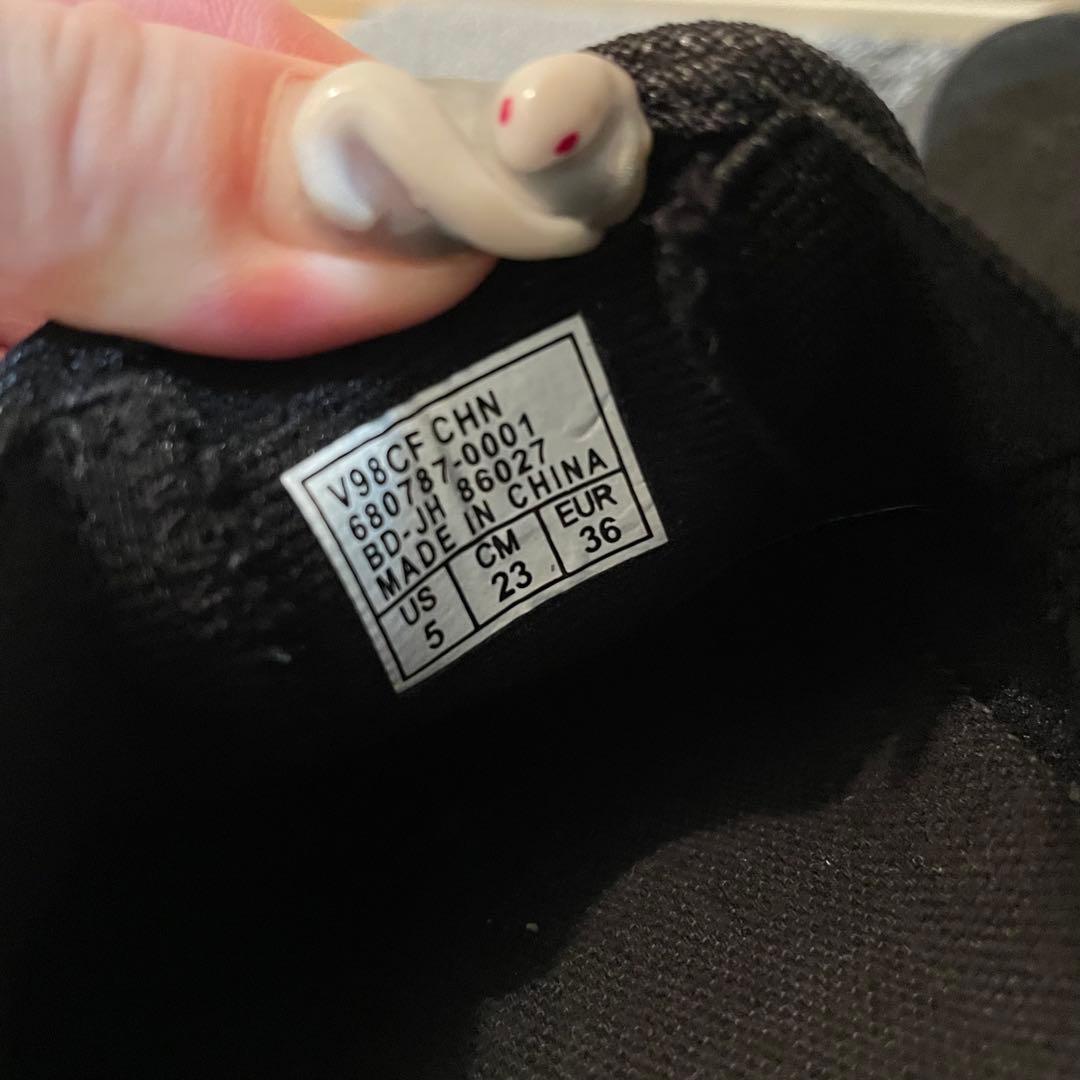 V98CF CHN
680787-0001
BD-JH 86027
MADE IN CHINA
US CM EUR
5 23 36